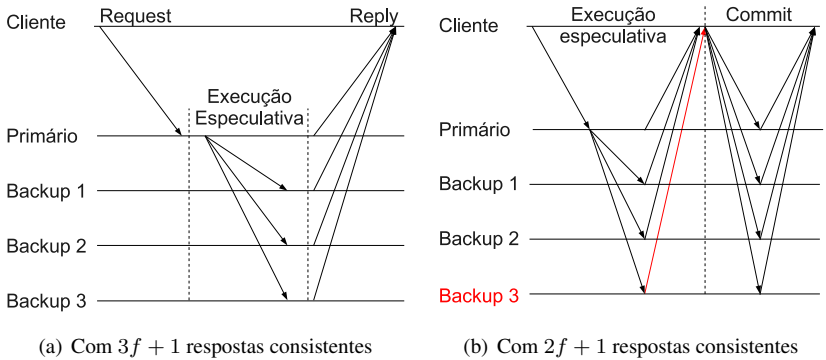 Cliente
Request
Reply
Execução
Especulativa
Primário
Backup 1
Backup 2
Backup 3
(a) Com 3f + 1 respostas consistentes
Cliente
Execução
especulativa
Commit
Primário
Backup 1
Backup 2
Backup 3
(b) Com 2f + 1 respostas consistentes